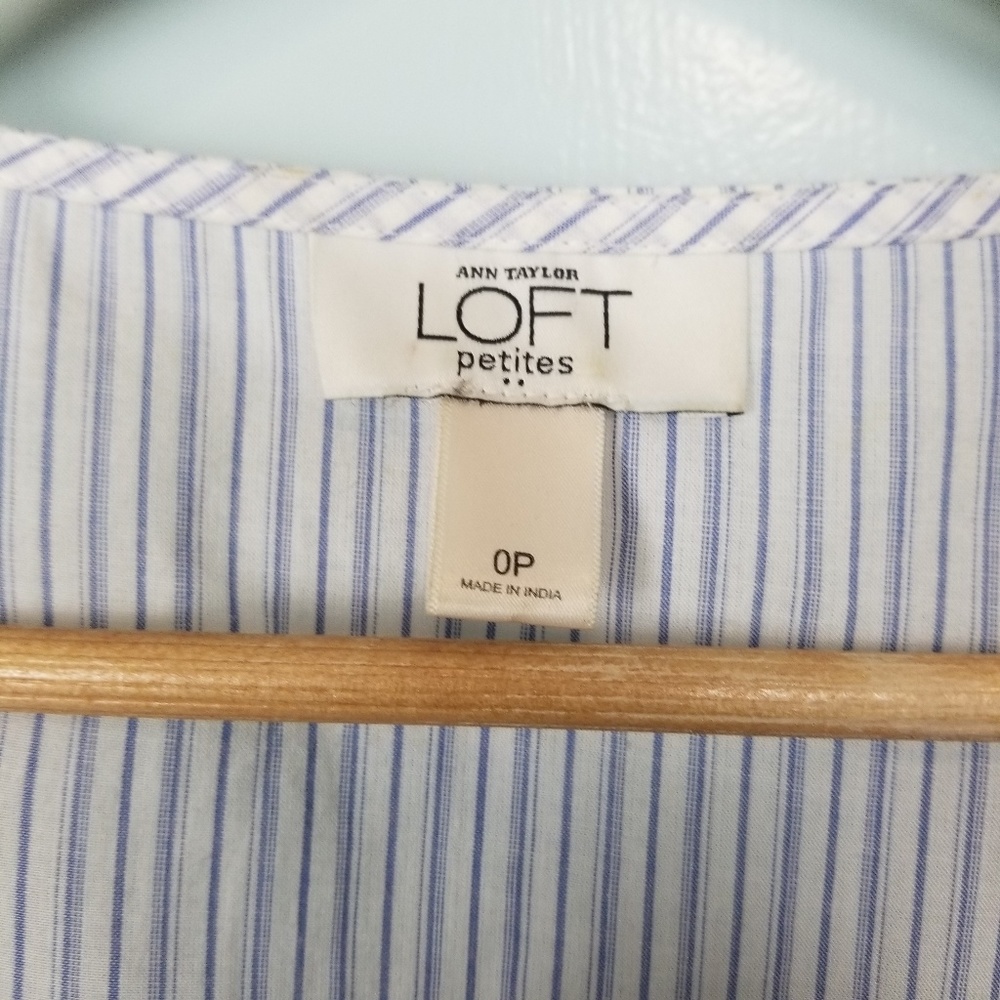 ANN TAYLOR
LOFT
petites
0P
MADE IN INDIA